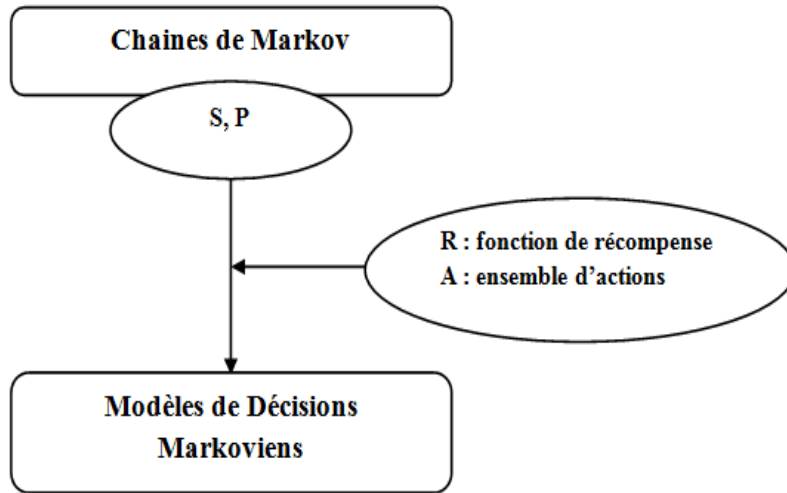 Chaines de Markov
S, P
R : fonction de récompense
A : ensemble d'actions
Modèles de Décisions
Markoviens